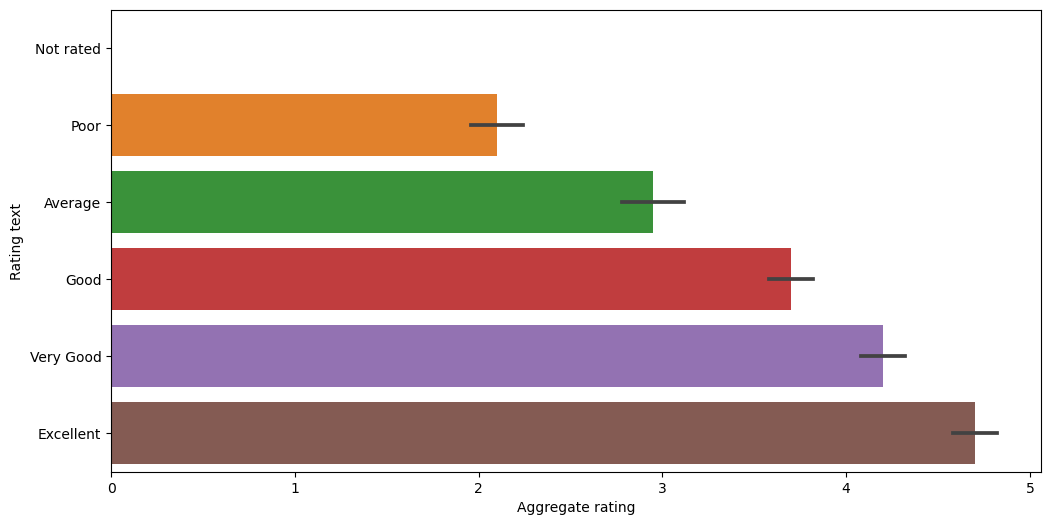 Not rated
Poor
Average
Good
Very Good
Excellent
Rating text
0 1 2 3 4 5
Aggregate rating